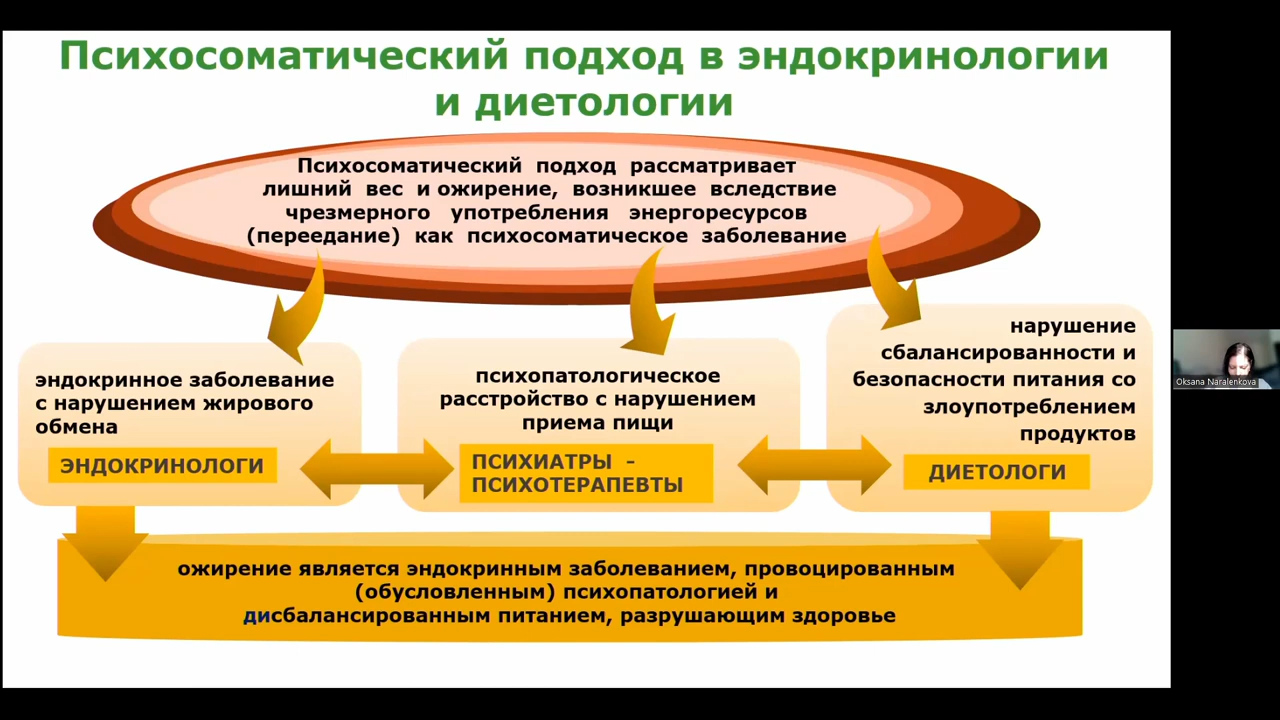 Психосоматический подход в эндокринологии
и диетологии
Психосоматический подход рассматривает
лишний вес и ожирение, возникшее вследствие
чрезмерного употребления энергоресурсов
(переедание) как психосоматическое заболевание
эндокринное заболевание
с нарушением жирового
обмена
ЭНДОКРИНОЛОГИ
психопатологическое
расстройство с нарушением
приема пищи
ПСИХИАТРЫ –
ПСИХОТЕРАПЕВТЫ
нарушение
сбалансированности и
безопасности питания со
злоупотреблением
продуктов
ДИЕТОЛОГИ
ожирение является эндокринным заболеванием, провоцированным
(обусловленным) психопатологией и
дисбалансированным питанием, разрушающим здоровье
Oksana Naralenkova